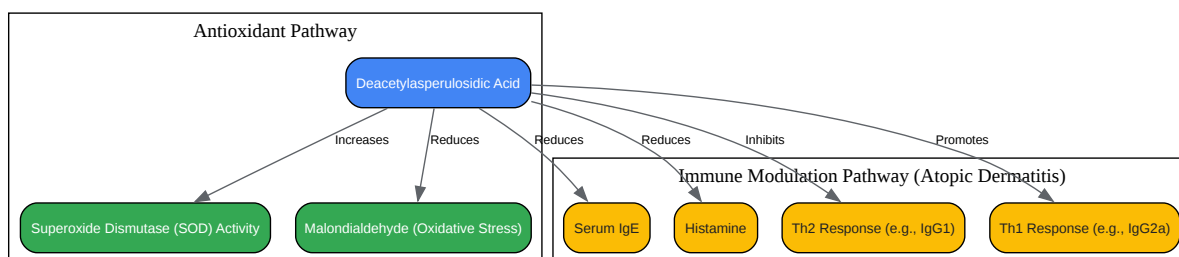 Antioxidant Pathway
Deacetylasperulosidic Acid
Increases
Reduces
Reduces
Reduces
Inhibits
Promotes
Immune Modulation Pathway (Atopic Dermatitis)
Superoxide Dismutase (SOD) Activity
Malondialdehyde (Oxidative Stress)
Serum IgE
Histamine
Th2 Response (e.g., IgG1)
Th1 Response (e.g., IgG2a)